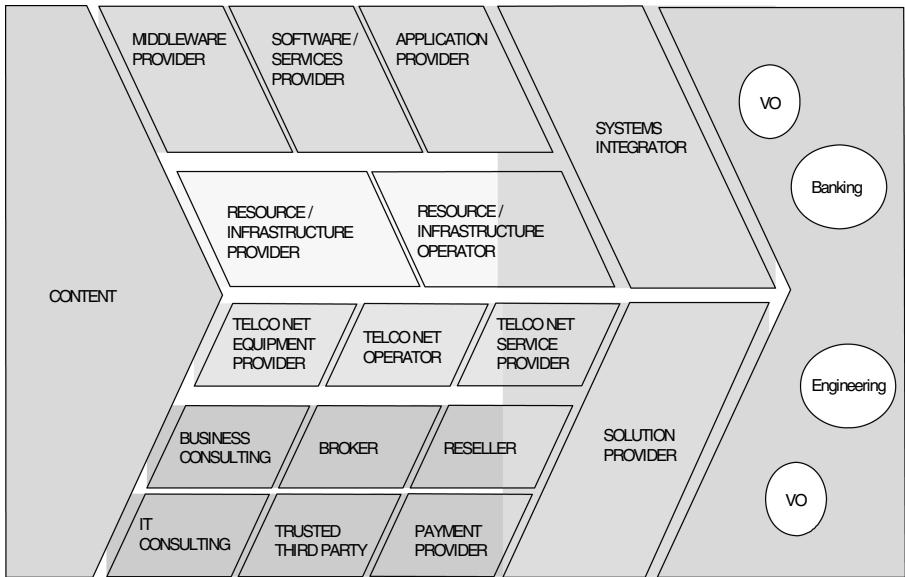 MIDDLEWARE
PROVIDER
SOFTWARE /
SERVICES
PROVIDER
APPLICATION
PROVIDER
SYSTEMS
INTEGRATOR
VO
Banking
RESOURCE /
INFRASTRUCTURE
PROVIDER
RESOURCE /
INFRASTRUCTURE
OPERATOR
CONTENT
TELCO NET
EQUIPMENT
PROVIDER
TELCO NET
OPERATOR
TELCO NET
SERVICE
PROVIDER
Engineering
BUSINESS
CONSULTING
BROKER
RESELLER
SOLUTION
PROVIDER
VO
IT
CONSULTING
TRUSTED
THIRD PARTY
PAYMENT
PROVIDER